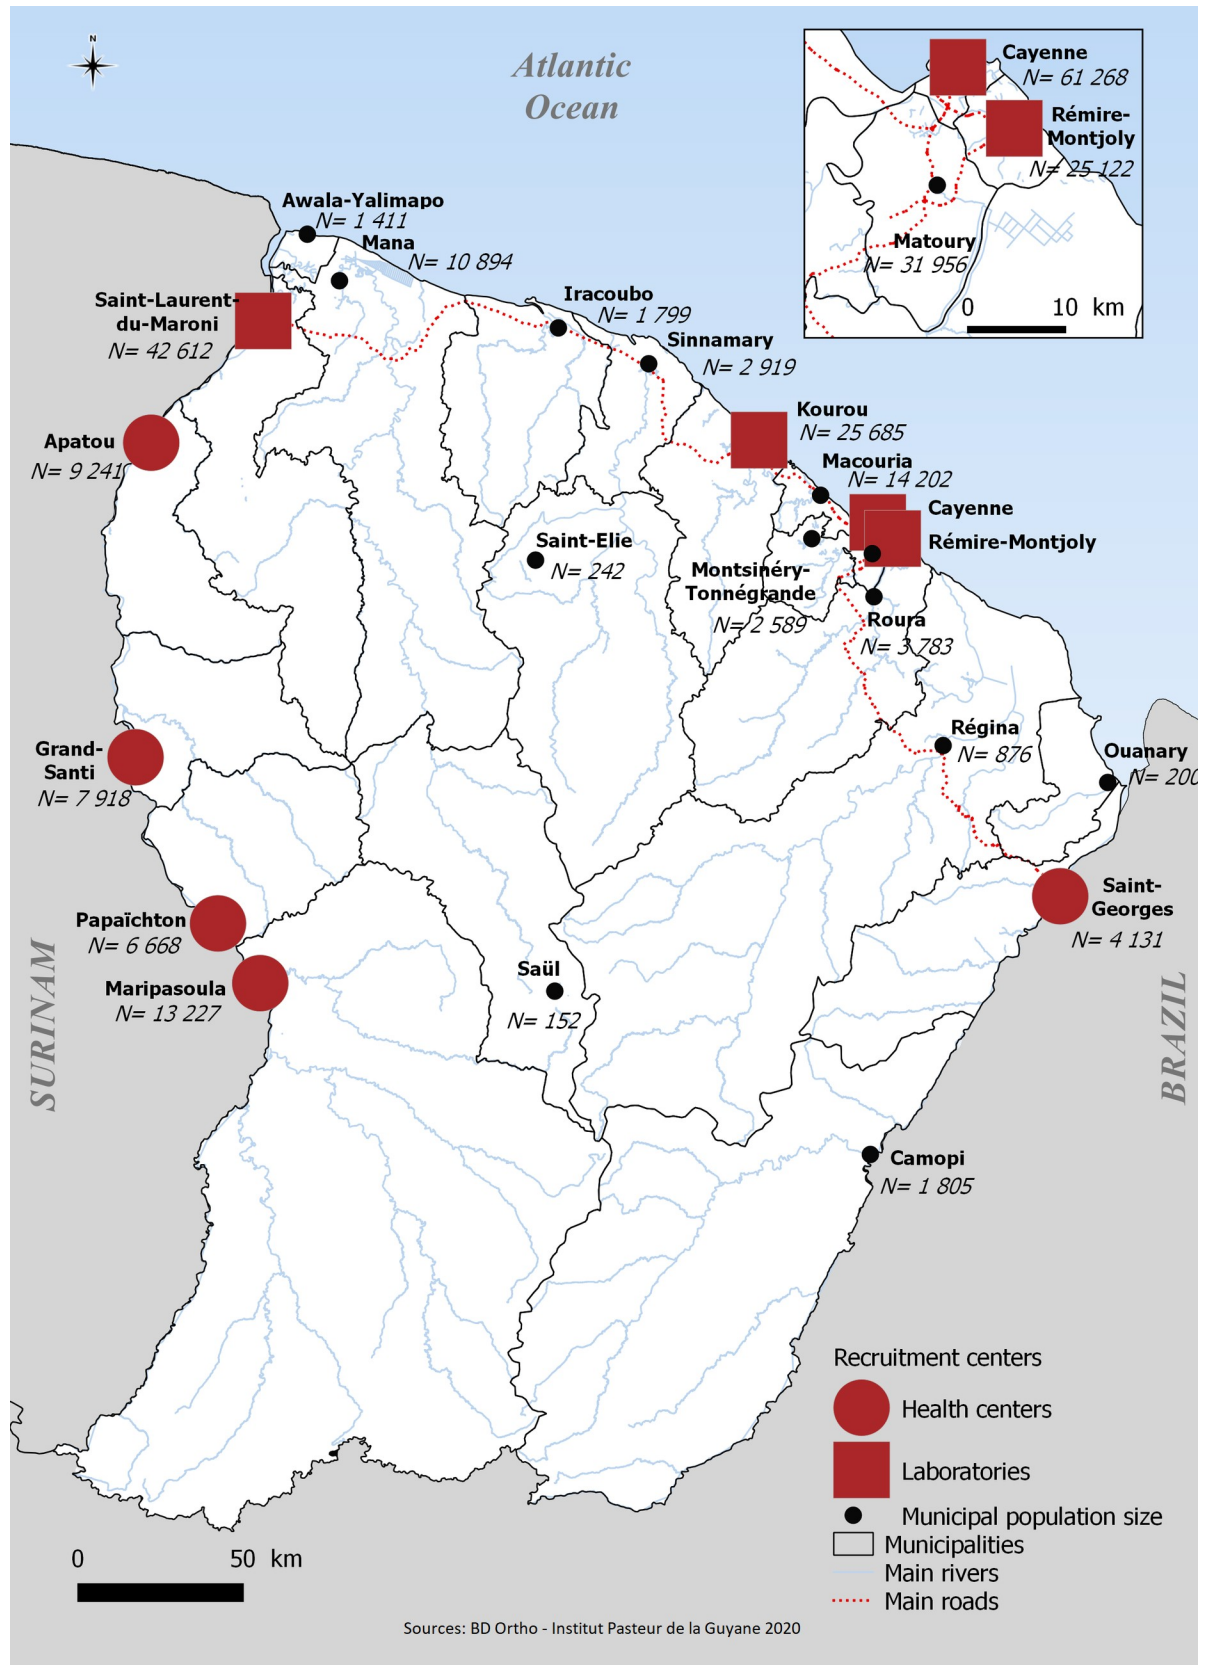 N
Atlantic
Ocean
Cayenne
N= 61 268
Rémire-
Montjoly
N= 25 122
Matoury
N= 31 956
0 10 km
Awala-Yalimapo
N= 1 411
Mana
N= 10 894
Saint-Laurent-
du-Maroni
N= 42 612
Iracoubo
N= 1 799
Sinnamary
N= 2 919
Apatou
N= 9 241
Kourou
N= 25 685
Macouria
N= 14 202
Cayenne
Rémire-Montjoly
Saint-Elie
N= 242
Montsinéry-
Tonnégrande
N= 2 589
Roura
N= 3 783
Régina
N= 876
Ouanary
N= 200
Grand-
Santi
N= 7 918
Saint-
Georges
N= 4 131
Papaïchton
N= 6 668
Maripasoula
N= 13 227
Saül
N= 152
SURINAM
BRAZIL
Camopi
N= 1 805
Recruitment centers
Health centers
Laboratories
Municipal population size
Municipalities
Main rivers
Main roads
0 50 km
Sources: BD Ortho - Institut Pasteur de la Guyane 2020